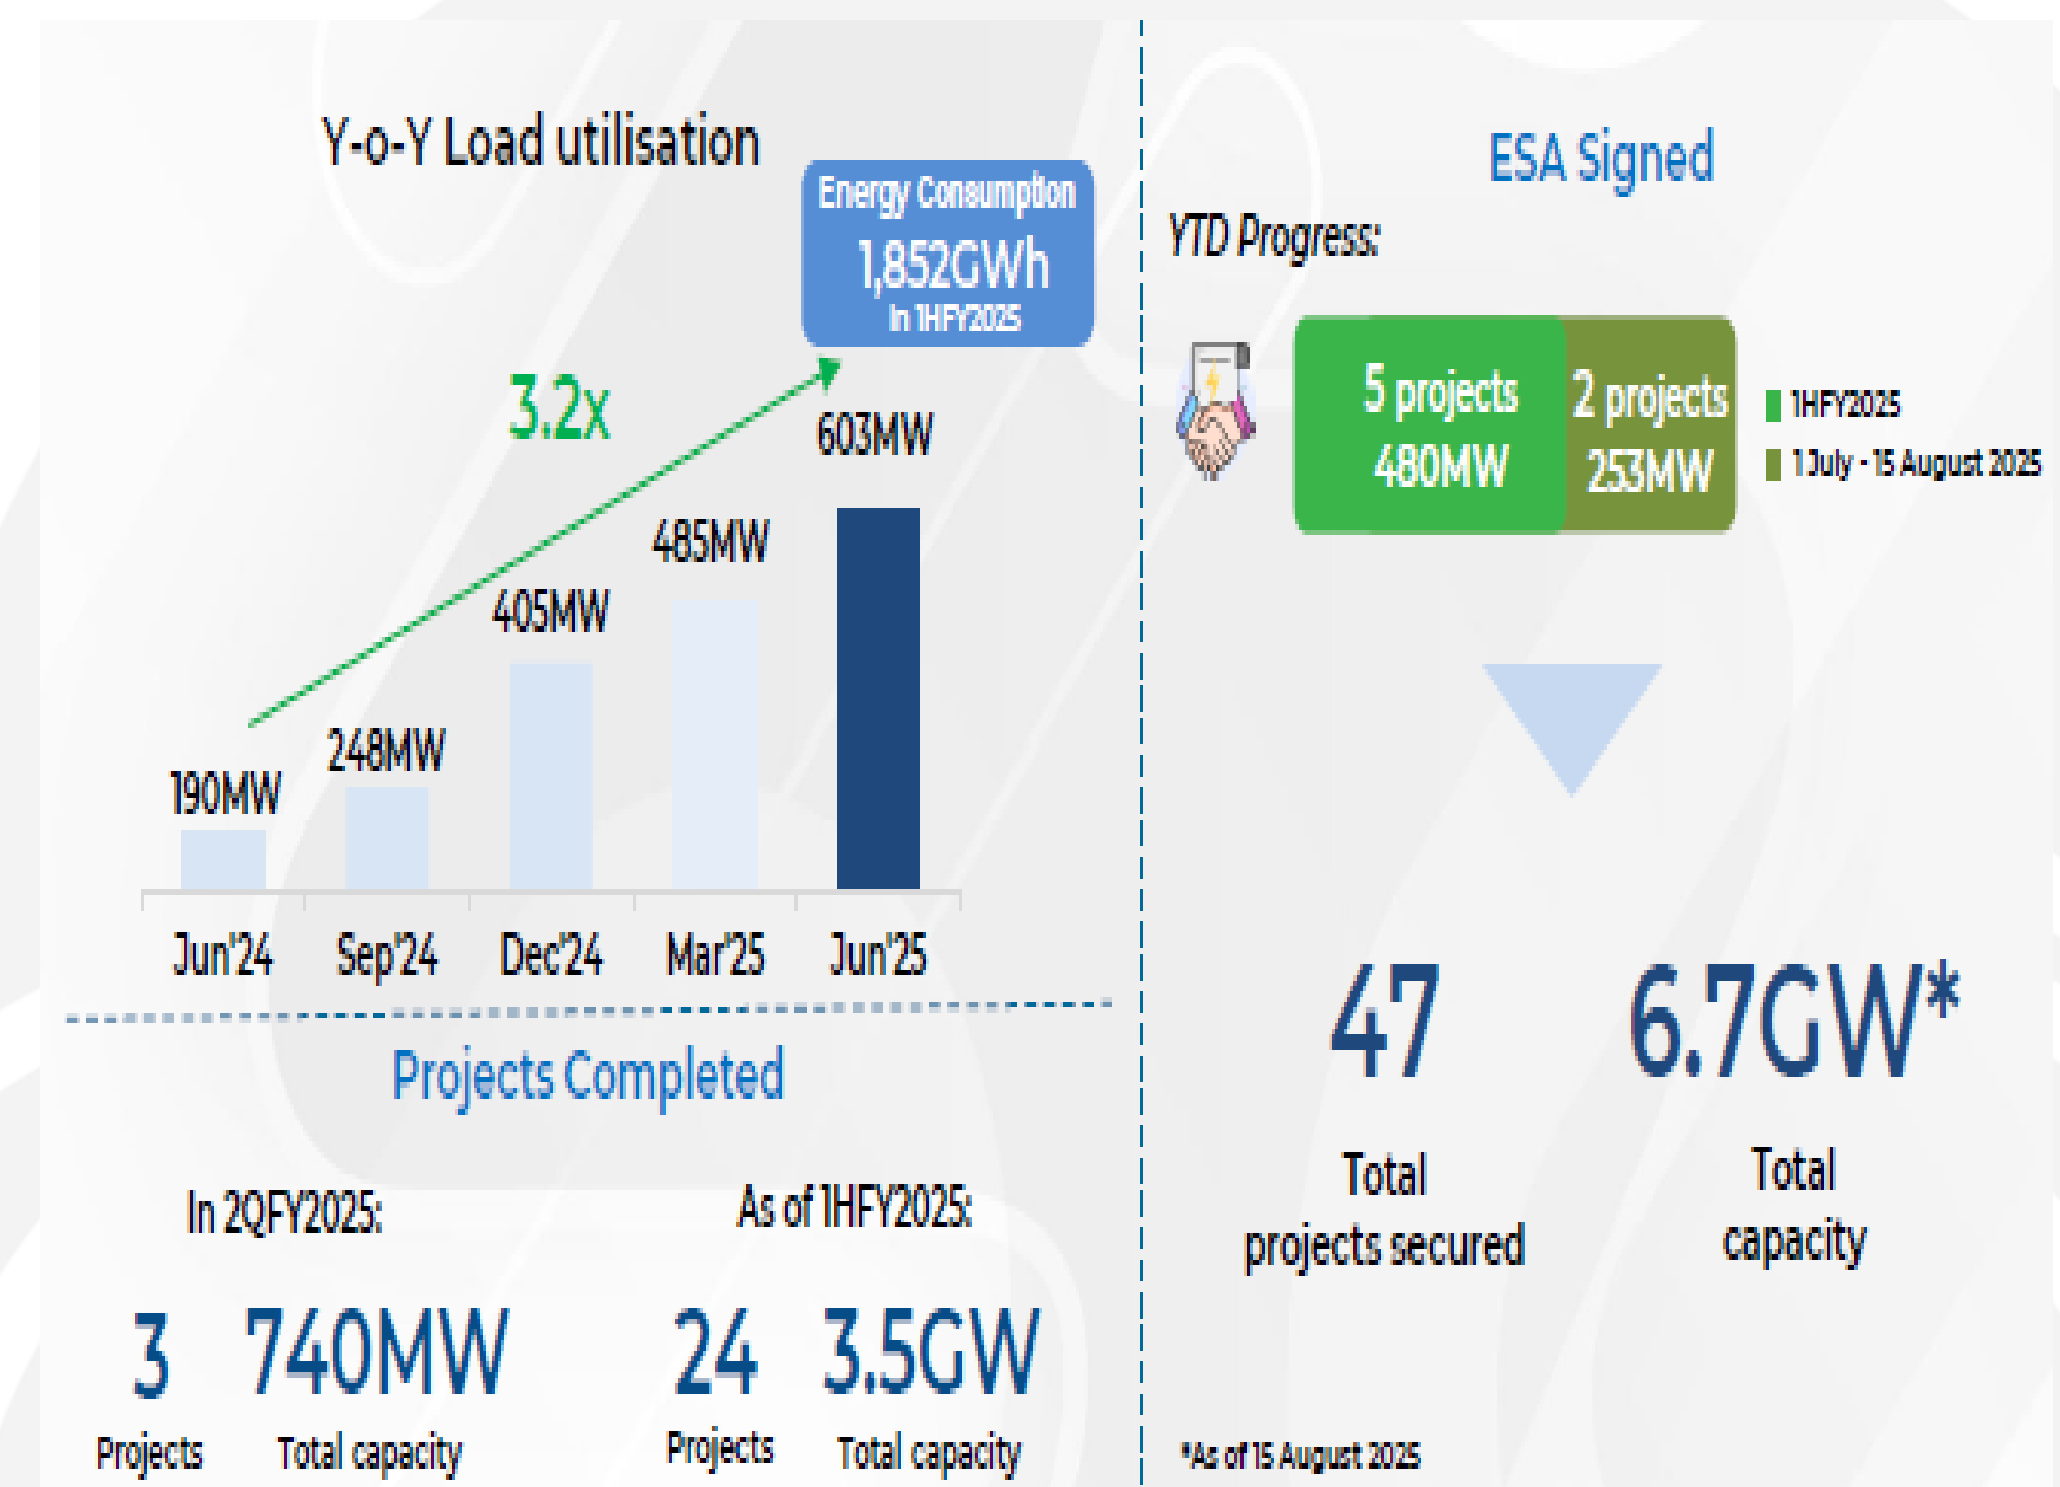 Y-o-Y Load utilisation
Energy Consumption
1,852GWh
In 1HFY2025
3.2x
603MW
485MW
405MW
248MW
190MW
Jun'24 Sep'24 Dec'24 Mar'25 Jun'25
Projects Completed
In 2QFY2025: As of 1HFY2025:
3 740MW 24 3.5GW
Projects Total capacity Projects Total capacity
ESA Signed
YTD Progress:
5 projects 2 projects
480MW 253MW
1HFY2025
1 July - 15 August 2025
47 6.7GW*
Total Total
projects secured capacity
*As of 15 August 2025